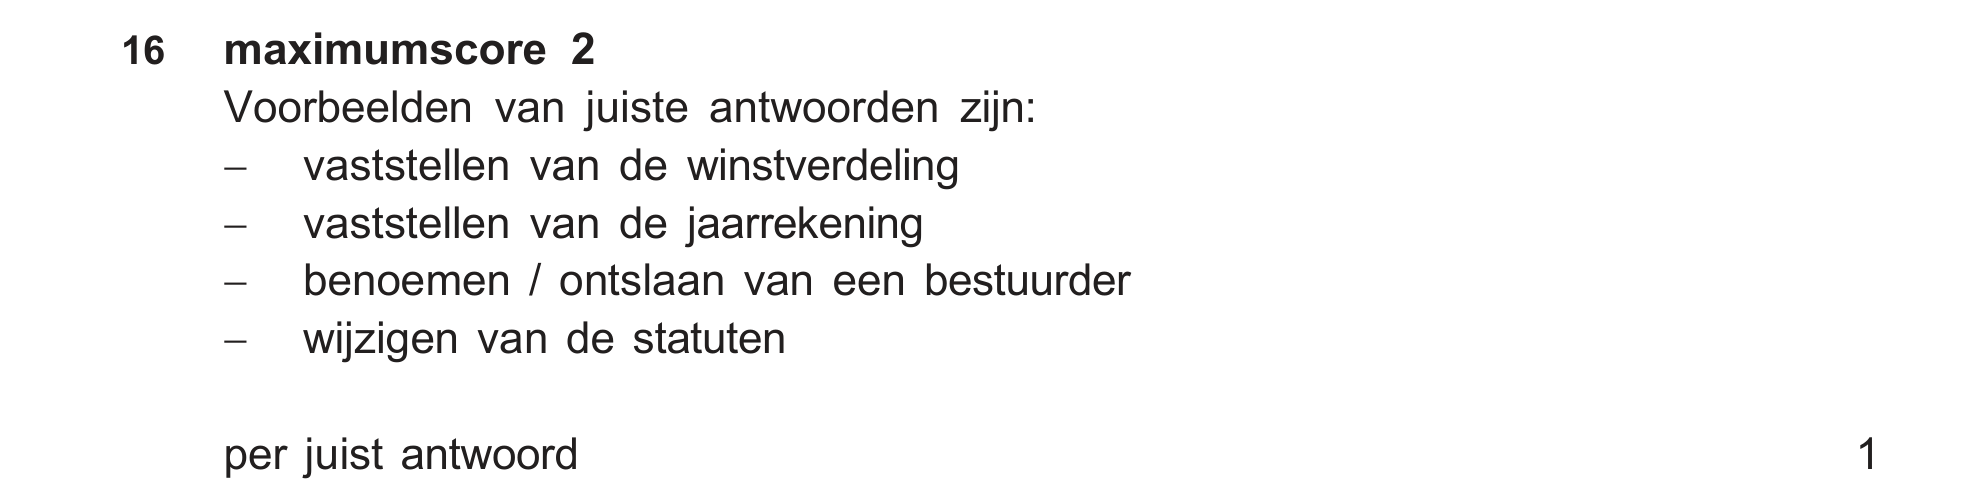 16 maximumscore 2
Voorbeelden van juiste antwoorden zijn:
− vaststellen van de winstverdeling
− vaststellen van de jaarrekening
− benoemen / ontslaan van een bestuurder
− wijzigen van de statuten
per juist antwoord 1